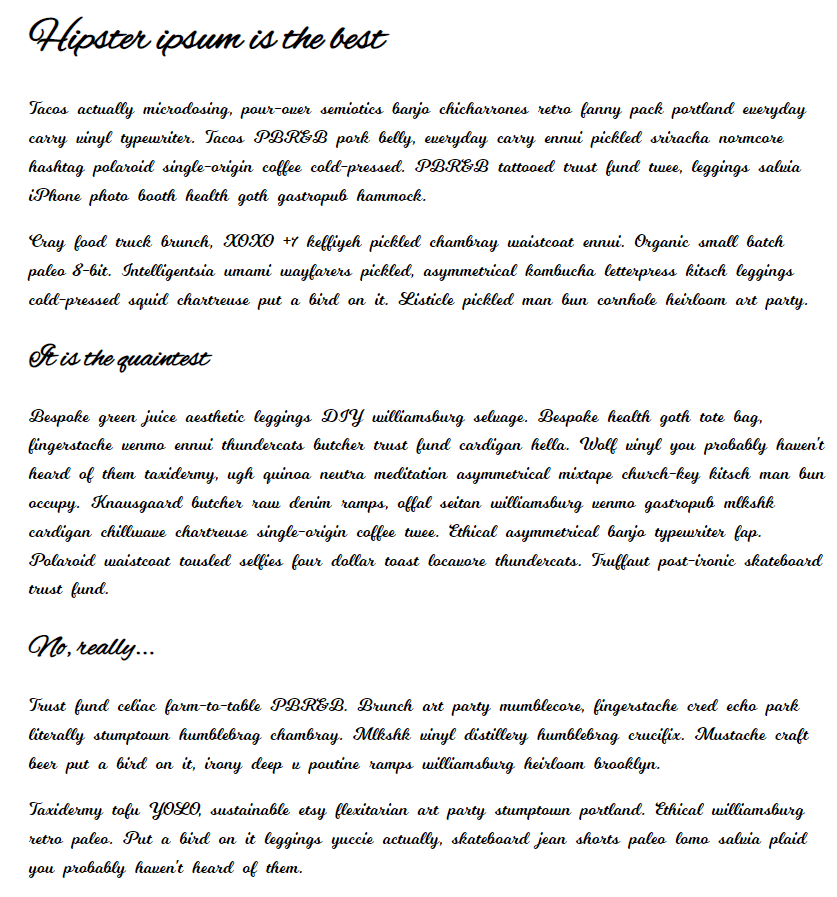 Hipster ipsum is the best
Tacos actually microdosing, pour-over semiotics banjo chicharrones retro fanny pack portland everyday
carry vinyl typewriter. Tacos PBR&B pork belly, everyday carry ennui pickled sriracha normcore
hashtag polaroid single-origin coffee cold-pressed. PBR&B tattooed trust fund twee, leggings salvia
iPhone photo booth health goth gastropub hammock.
Cray food truck brunch, XOXO +1 keffiyeh pickled chambray waistcoat ennui. Organic small batch
paleo 8-bit. Intelligentsia umami wayfarers pickled, asymmetrical kombucha letterpress kitsch leggings
cold-pressed squid chartreuse put a bird on it. Listicle pickled man bun cornhole heirloom art party.
It is the quaintest
Bespoke green juice aesthetic leggings DIY williamsburg selvage. Bespoke health goth tote bag,
fingerstache venmo ennui thundercats butcher trust fund cardigan hella. Wolf vinyl you probably haven't
heard of them taxidermy, ugh quinoa neutra meditation asymmetrical mixtape church-key kitsch man bun
occupy. Knausgaard butcher raw denim ramps, offal seitan williamsburg venmo gastropub mlkshk
cardigan chillwave chartreuse single-origin coffee twee. Ethical asymmetrical banjo typewriter fap.
Polaroid waistcoat tousled selfies four dollar toast locavore thundercats. Truffaut post-ironic skateboard
trust fund.
No, really...
Trust fund celiac farm-to-table PBR&B. Brunch art party mumblecore, fingerstache cred echo park
literally stumptown humblebrag chambray. Mlkshk vinyl distillery humblebrag crucifix. Mustache craft
beer put a bird on it, irony deep v poutine ramps williamsburg heirloom brooklyn.
Taxidermy tofu YOLO, sustainable etsy flexitarian art party stumptown portland. Ethical williamsburg
retro paleo. Put a bird on it leggings yuccie actually, skateboard jean shorts paleo lomo salvia plaid
you probably haven't heard of them.